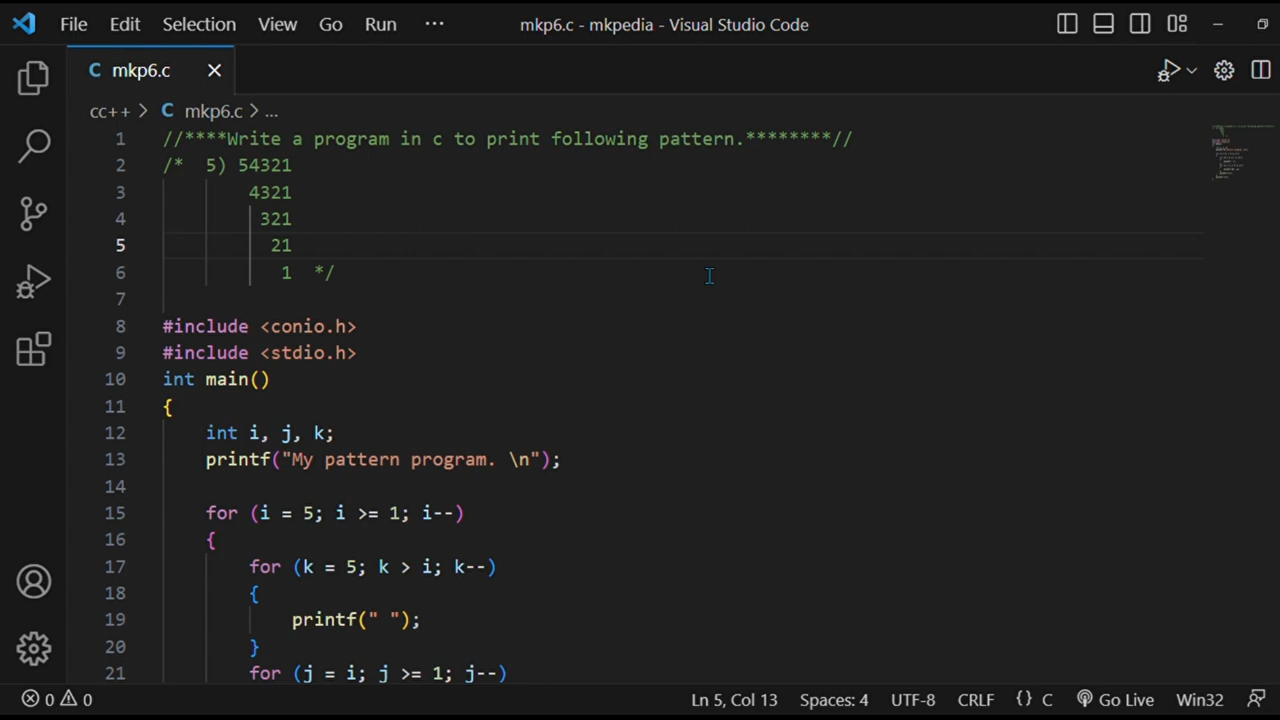 File Edit Selection View Go Run ··· mkp6.c - mkpedia - Visual Studio Code
C mkp6.c ×
cc++ > C mkp6.c > ...
1 //****Write a program in c to print following pattern.********//
2 /*  5) 54321
3        4321
4         321
5          21
6           1  */
7
8 #include <conio.h>
9 #include <stdio.h>
10 int main()
11 {
12     int i, j, k;
13     printf("My pattern program. \n");
14
15     for (i = 5; i >= 1; i--)
16     {
17         for (k = 5; k > i; k--)
18         {
19             printf(" ");
20         }
21         for (j = i; j >= 1; j--)
0 0 Ln 5, Col 13 Spaces: 4 UTF-8 CRLF {} C Go Live Win32